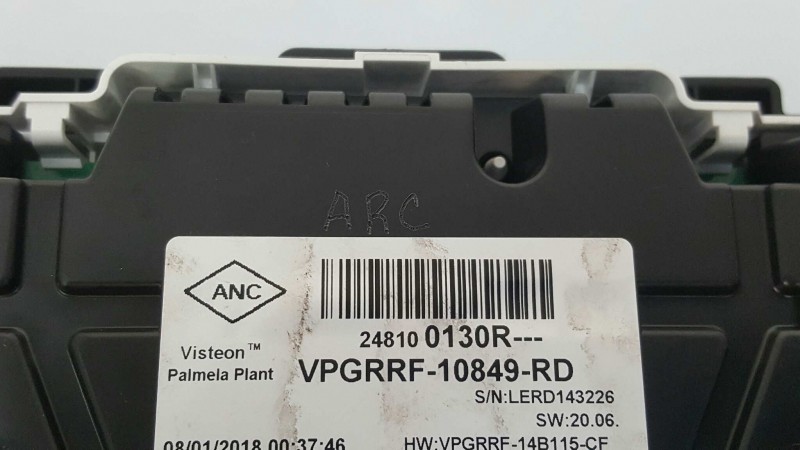 ARC
ANC
24810 0130R---
Visteon™
Palmela Plant
VPGRRF-10849-RD
S/N:LERD143226
SW:20.06.
08/01/2018 00:37:46
HW:VPGRRF-14B115-CF